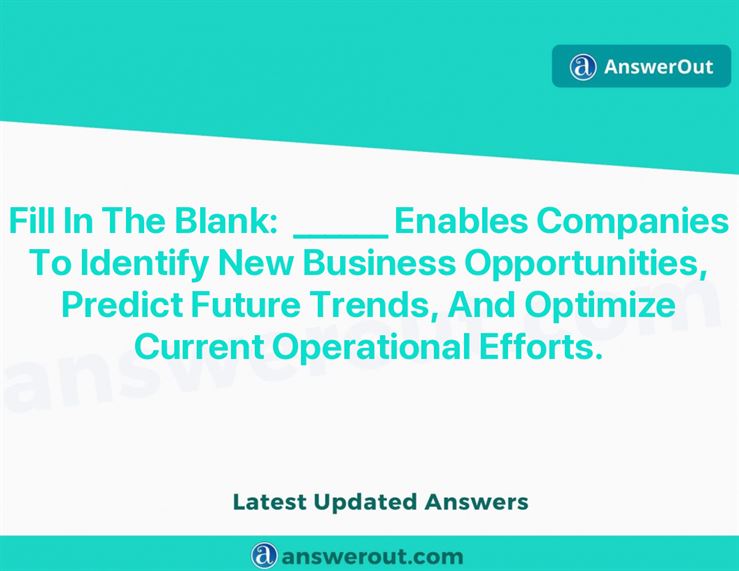 AnswerOut
Fill In The Blank: ______ Enables Companies
To Identify New Business Opportunities,
Predict Future Trends, And Optimize
Current Operational Efforts.
answerout.com
Latest Updated Answers
answerout.com